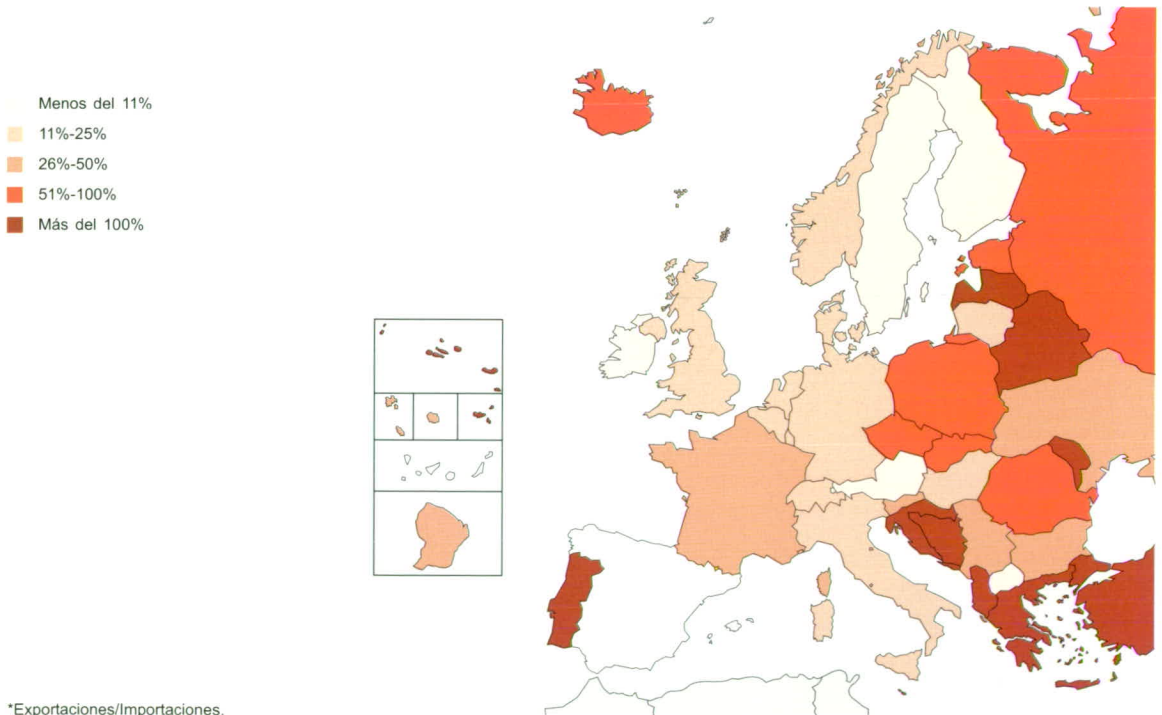 Menos del 11%
11%-25%
26%-50%
51%-100%
Más del 100%
*Exportaciones/Importaciones.